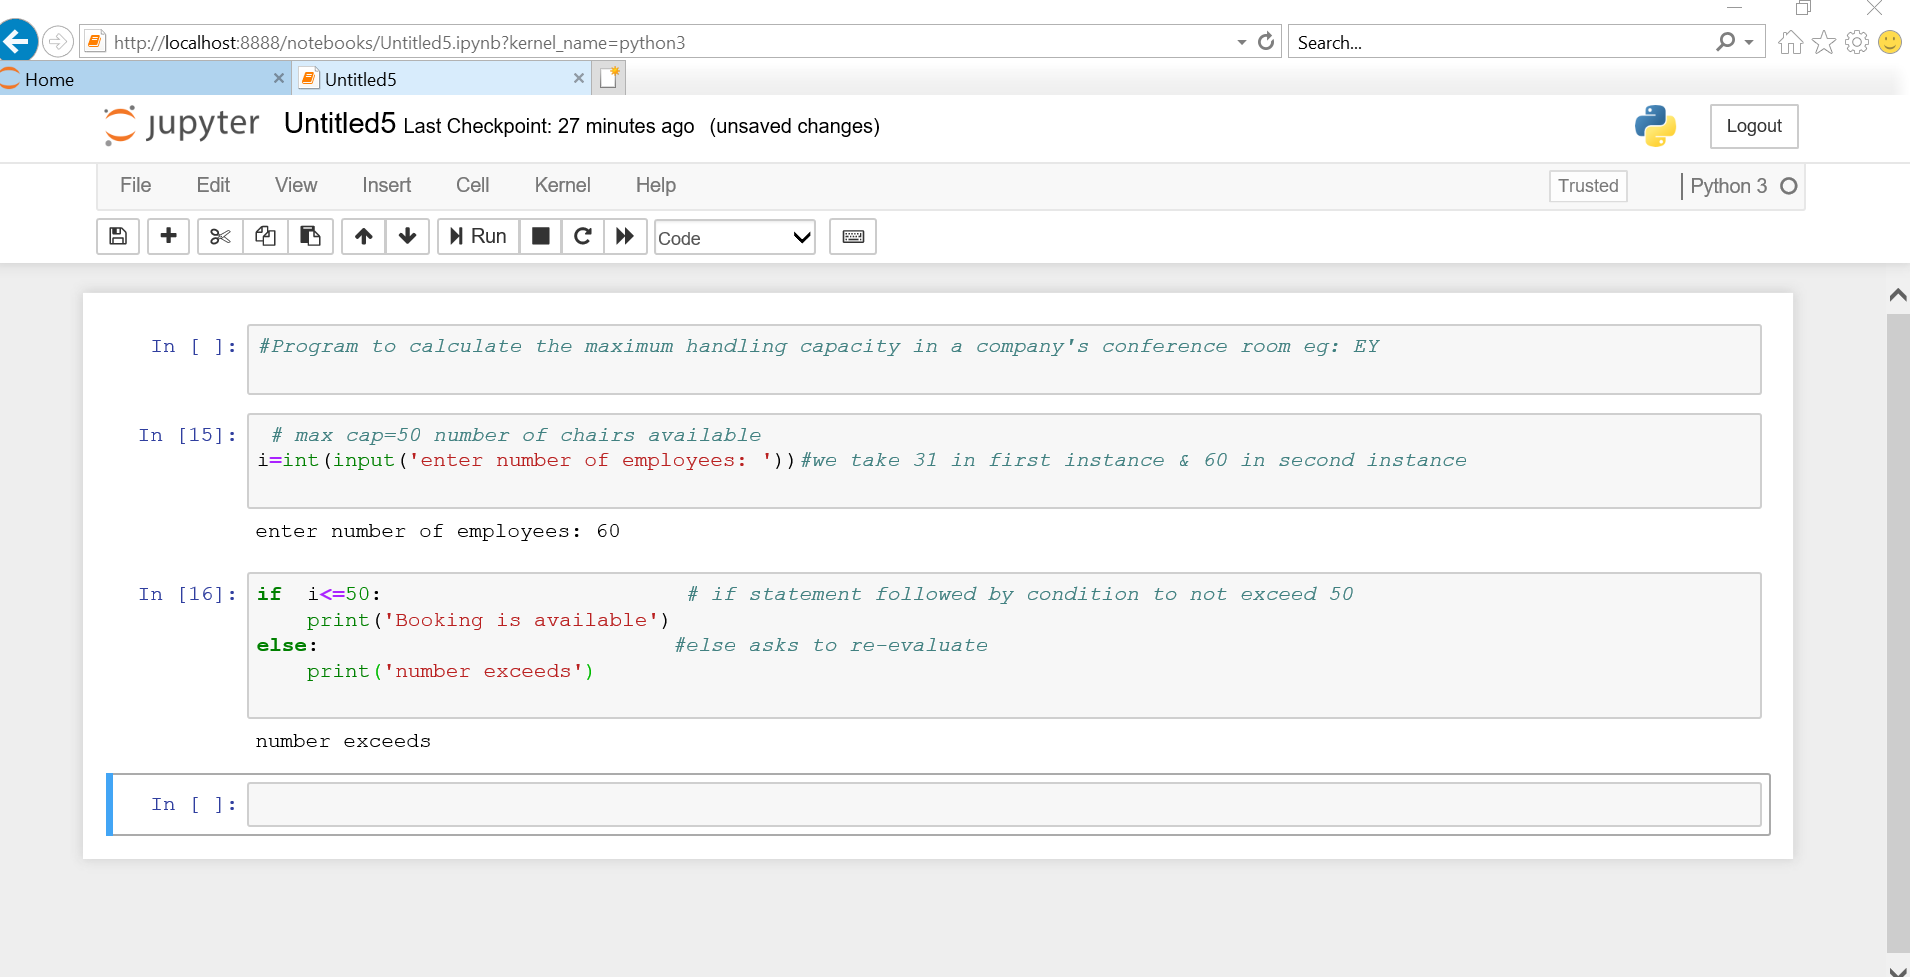 http://localhost:8888/notebooks/Untitled5.ipynb?kernel_name=python3
Search...
Home
Untitled5
jupyter Untitled5 Last Checkpoint: 27 minutes ago (unsaved changes)
Logout
File Edit View Insert Cell Kernel Help
Trusted
Python 3
Run
Code
In [ ]: #Program to calculate the maximum handling capacity in a company's conference room eg: EY
In [15]: # max cap=50 number of chairs available
i=int(input('enter number of employees: '))#we take 31 in first instance & 60 in second instance
enter number of employees: 60
In [16]: if  i<=50:                        # if statement followed by condition to not exceed 50
    print('Booking is available')
else:                            #else asks to re-evaluate
    print('number exceeds')
number exceeds
In [ ]: